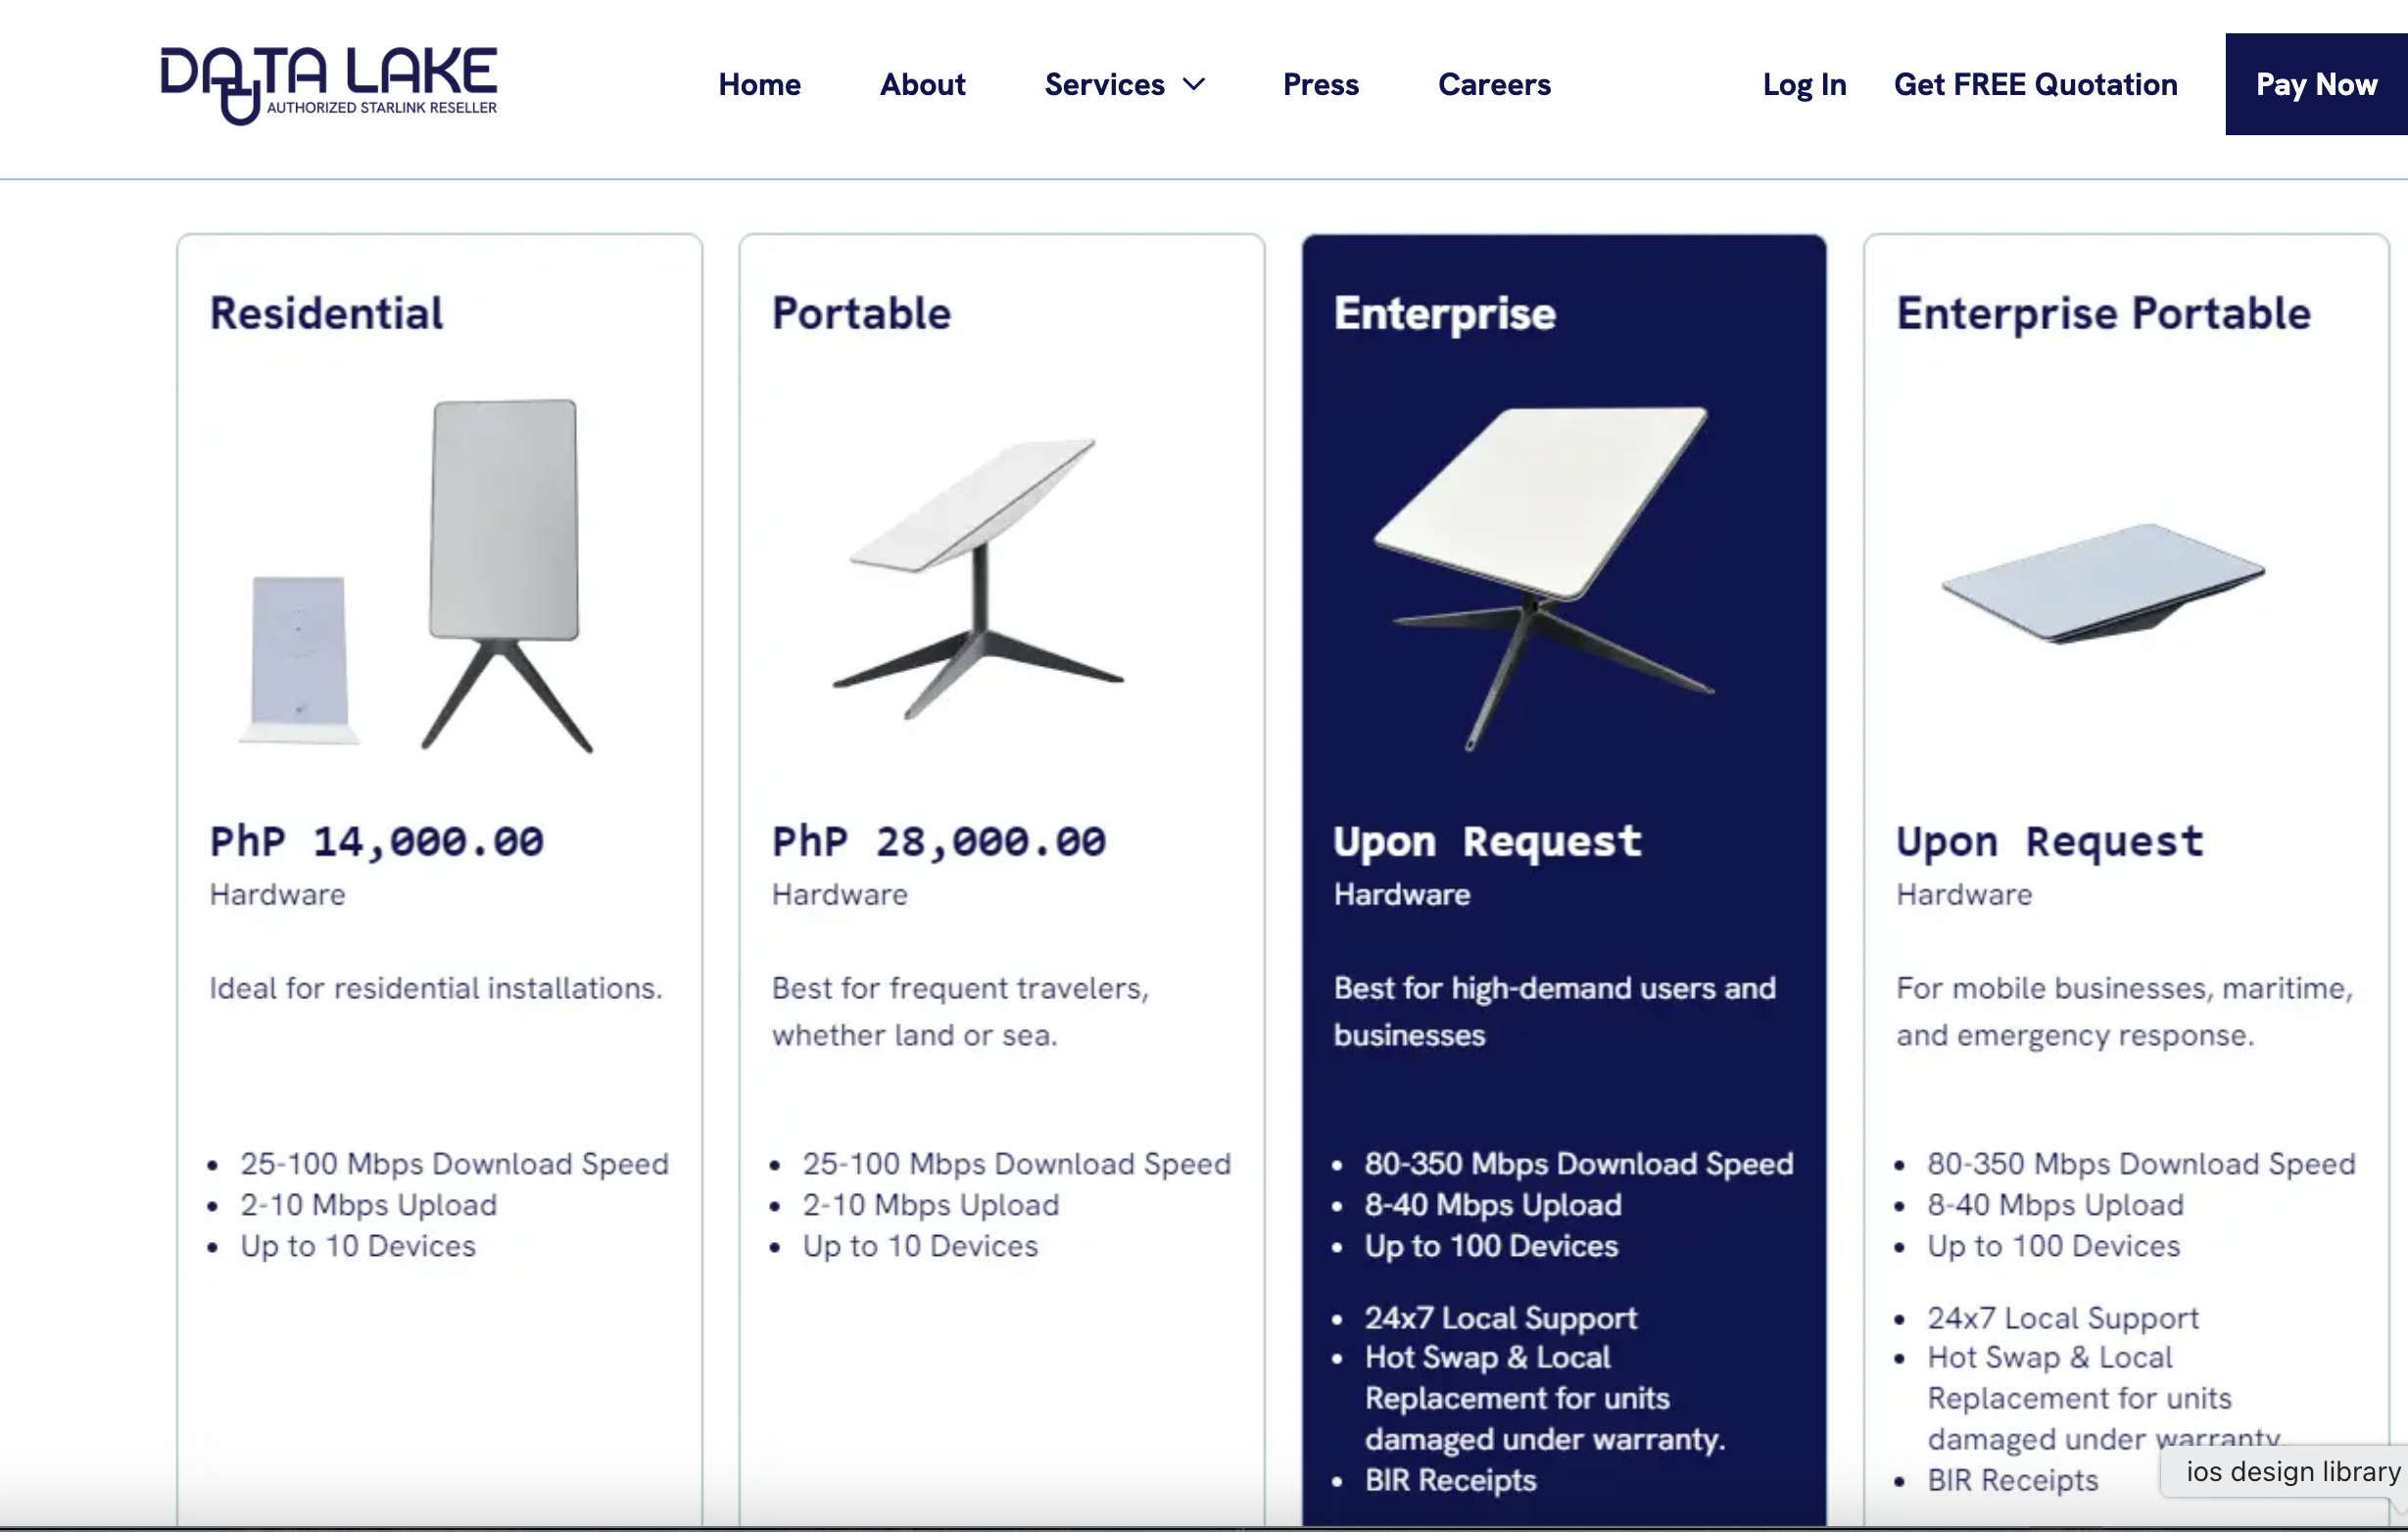 DATA LAKE
AUTHORIZED STARLINK RESELLER
Home
About
Services
Press
Careers
Log In
Get FREE Quotation
Pay Now
Residential
PhP 14,000.00
Hardware
Ideal for residential installations.
25-100 Mbps Download Speed
2-10 Mbps Upload
Up to 10 Devices
Portable
PhP 28,000.00
Hardware
Best for frequent travelers,
whether land or sea.
25-100 Mbps Download Speed
2-10 Mbps Upload
Up to 10 Devices
Enterprise
Upon Request
Hardware
Best for high-demand users and
businesses
80-350 Mbps Download Speed
8-40 Mbps Upload
Up to 100 Devices
24x7 Local Support
Hot Swap & Local
Replacement for units
damaged under warranty.
BIR Receipts
Enterprise Portable
Upon Request
Hardware
For mobile businesses, maritime,
and emergency response.
80-350 Mbps Download Speed
8-40 Mbps Upload
Up to 100 Devices
24x7 Local Support
Hot Swap & Local
Replacement for units
damaged under warranty.
BIR Receipts
ios design library